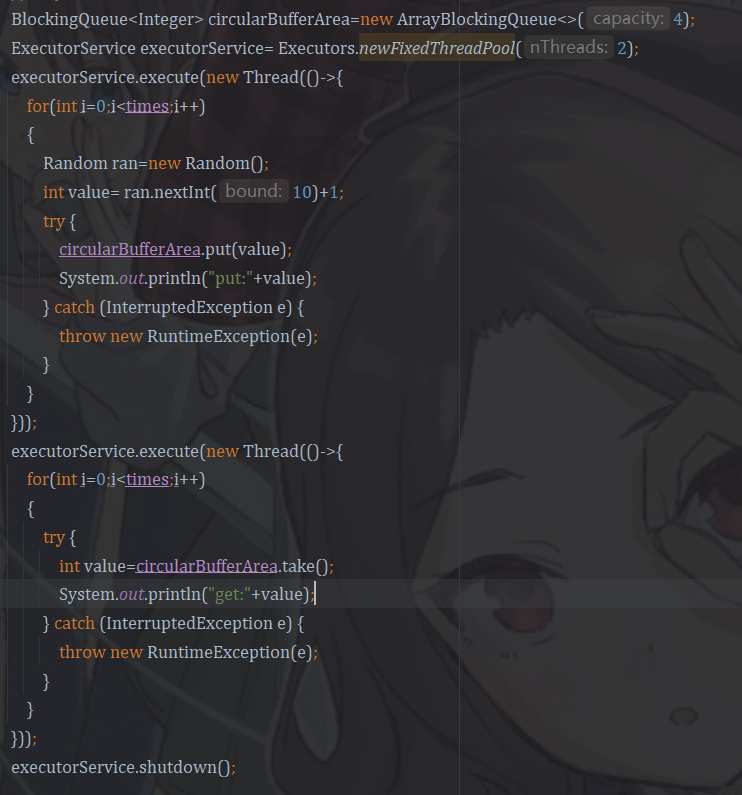 BlockingQueue<Integer> circularBufferArea=new ArrayBlockingQueue<>( capacity: 4);
ExecutorService executorService= Executors.newFixedThreadPool( nThreads: 2);
executorService.execute(new Thread(()->{
for(int i=0;i<times;i++)
{
Random ran=new Random();
int value= ran.nextInt( bound: 10)+1;
try {
circularBufferArea.put(value);
System.out.println("put:"+value);
} catch (InterruptedException e) {
throw new RuntimeException(e);
}
}
}));
executorService.execute(new Thread(()->{
for(int i=0;i<times;i++)
{
try {
int value=circularBufferArea.take();
System.out.println("get:"+value);
} catch (InterruptedException e) {
throw new RuntimeException(e);
}
}
}));
executorService.shutdown();